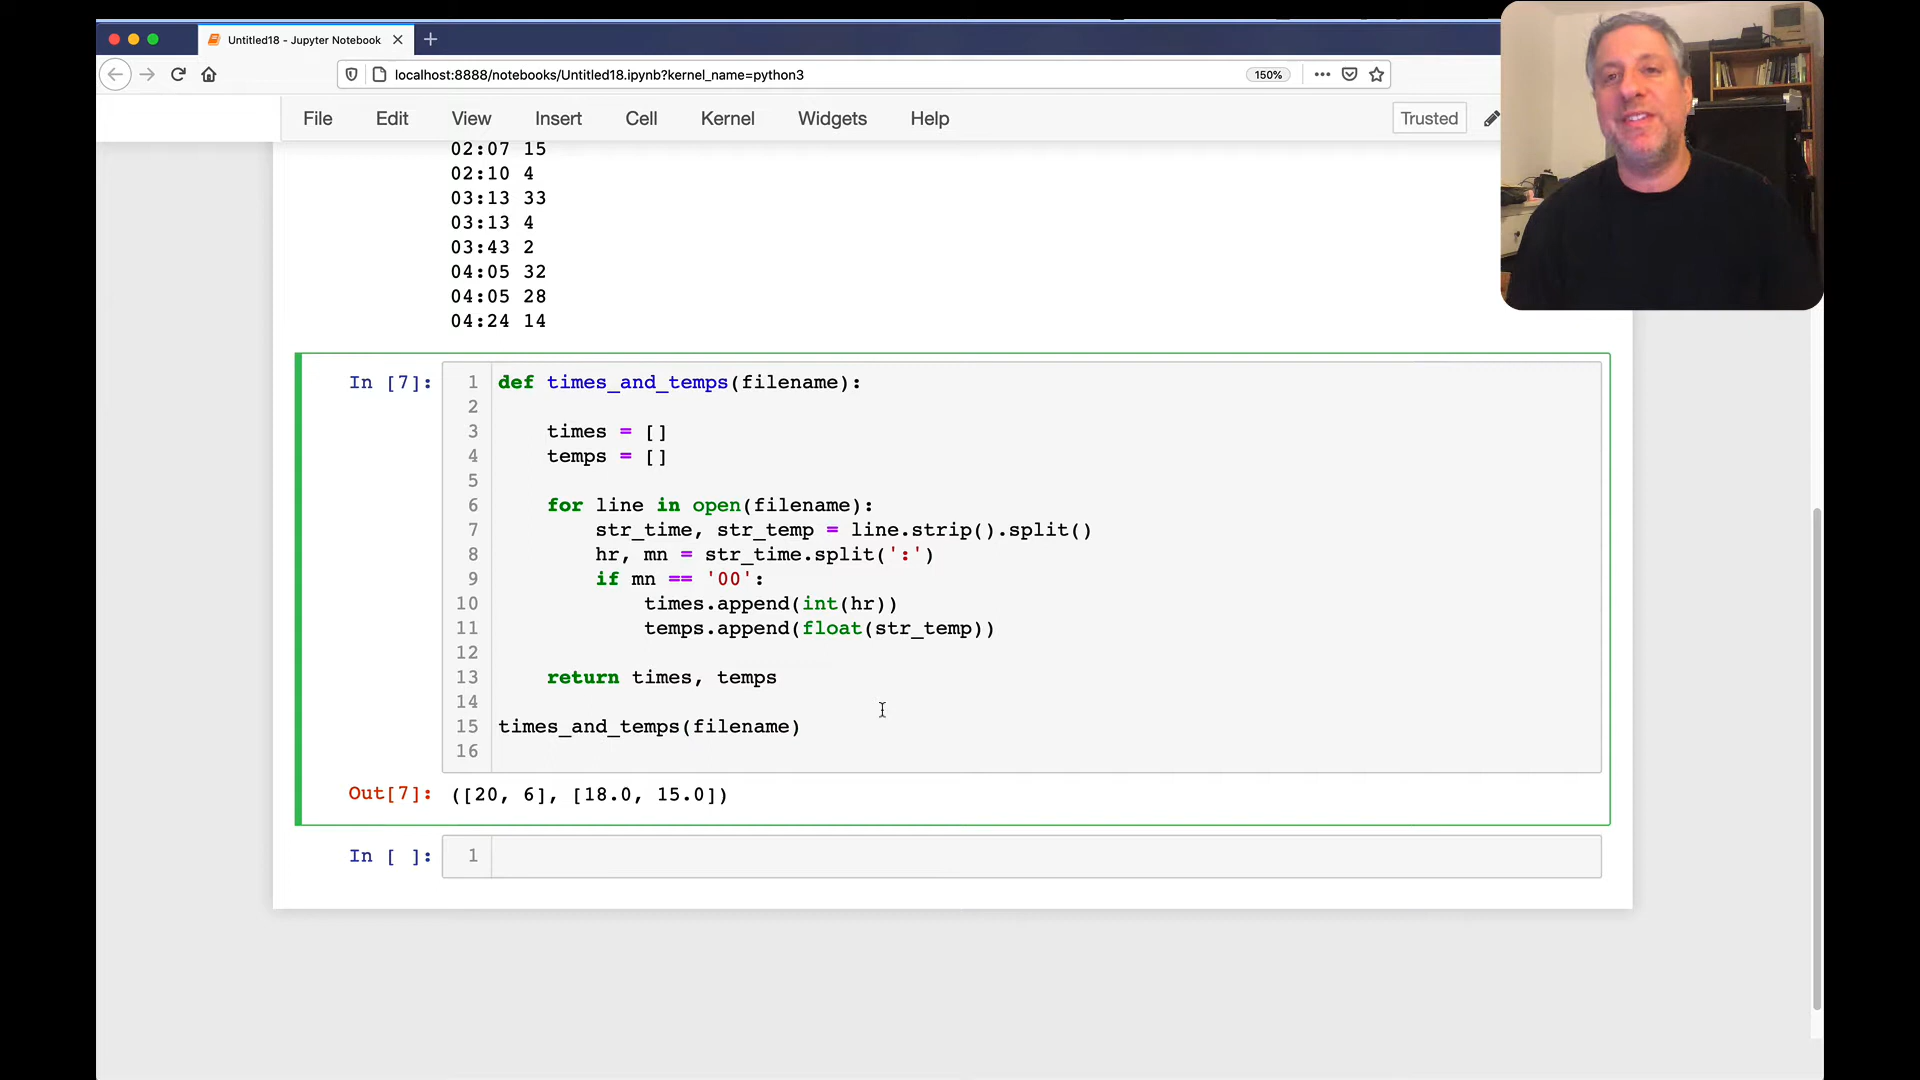 Untitled18 - Jupyter Notebook
localhost:8888/notebooks/Untitled18.ipynb?kernel_name=python3
150%
File Edit View Insert Cell Kernel Widgets Help
Trusted
02:07 15
02:10 4
03:13 33
03:13 4
03:43 2
04:05 32
04:05 28
04:24 14
In [7]:
1 def times_and_temps(filename):
2
3 times = []
4 temps = []
5
6 for line in open(filename):
7 str_time, str_temp = line.strip().split()
8 hr, mn = str_time.split(':')
9 if mn == '00':
10 times.append(int(hr))
11 temps.append(float(str_temp))
12
13 return times, temps
14
15 times_and_temps(filename)
16
Out[7]: ([20, 6], [18.0, 15.0])
In [ ]: 1